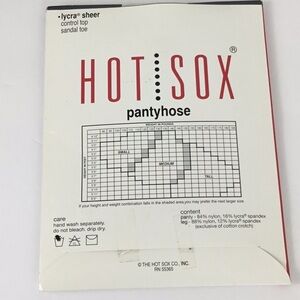 • lycra® sheer
control top
sandal toe
HOT SOX ®
pantyhose
WEIGHT IN POUNDS
SMALL
MEDIUM
TALL
If your height and weight combination falls in the shaded area, you may prefer the next larger size
care
hand wash separately.
do not bleach. drip dry.
content
panty - 84% nylon, 16% lycra® spandex
leg - 88% nylon, 12% lycra® spandex
(exclusive of cotton crotch)
© THE HOT SOX CO., INC.
RN 55365